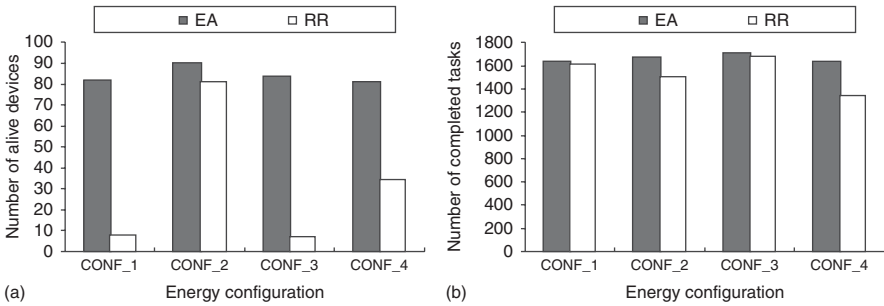 EA RR
Number of alive devices
100
90
80
70
60
50
40
30
20
10
0
CONF_1 CONF_2 CONF_3 CONF_4
(a) Energy configuration
EA RR
Number of completed tasks
1800
1600
1400
1200
1000
800
600
400
200
0
CONF_1 CONF_2 CONF_3 CONF_4
(b) Energy configuration